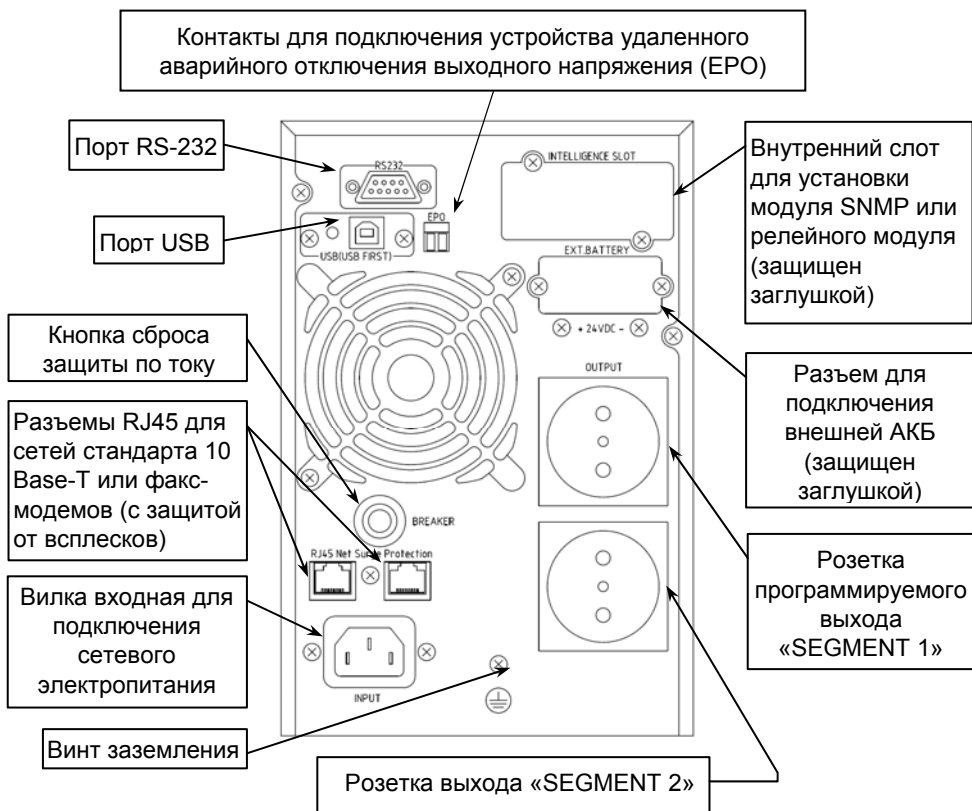 Контакты для подключения устройства удаленного
аварийного отключения выходного напряжения (EPO)
Порт RS-232
Порт USB
Кнопка сброса
защиты по току
Разъемы RJ45 для
сетей стандарта 10
Base-T или факс-
модемов (с защитой
от всплесков)
Вилка входная для
подключения
сетевого
электропитания
Винт заземления
RS232
EPO
USB(USB FIRST)
INTELLIGENCE SLOT
EXT.BATTERY
+ 24VDC -
OUTPUT
BREAKER
RJ45 Net Surge Protection
INPUT
Внутренний слот
для установки
модуля SNMP или
релейного модуля
(защищен
заглушкой)
Разъем для
подключения
внешней АКБ
(защищен
заглушкой)
Розетка
программируемого
выхода
«SEGMENT 1»
Розетка выхода «SEGMENT 2»